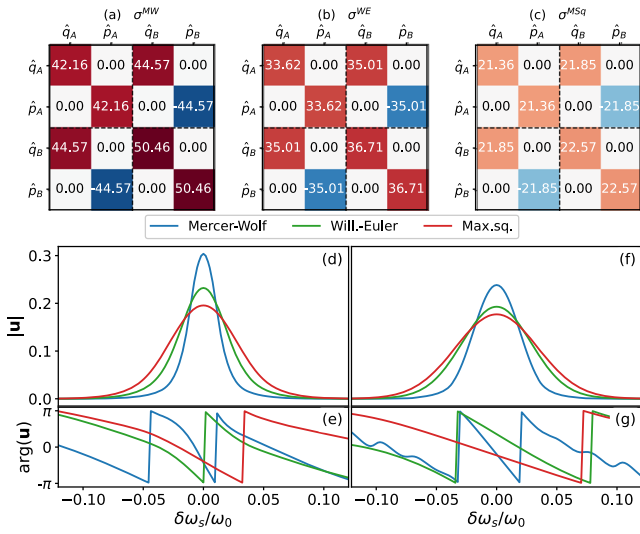 (a) σ^MW (b) σ^WE (c) σ^MSq
q̂_A p̂_A q̂_B p̂_B q̂_A p̂_A q̂_B p̂_B q̂_A p̂_A q̂_B p̂_B
q̂_A 42.16 0.00 44.57 0.00 q̂_A 33.62 0.00 35.01 0.00 q̂_A 21.36 0.00 21.85 0.00
p̂_A 0.00 42.16 -44.57 p̂_A 0.00 33.62 0.00 -35.01 p̂_A 0.00 21.36 0.00 -21.85
q̂_B 44.57 0.00 50.46 0.00 q̂_B 35.01 0.00 36.71 0.00 q̂_B 21.85 0.00 22.57 0.00
p̂_B 0.00 -44.57 0.00 50.46 p̂_B 0.00 -35.01 0.00 36.71 p̂_B 0.00 -21.85 0.00 22.57
Mercer-Wolf Will.-Euler Max.sq.
(d) (f)
0.3
0.2
0.1
0.0
|u|
(e) (g)
π
0
-π
arg(u)
−0.10 −0.05 0.00 0.05 0.10 −0.10 −0.05 0.00 0.05 0.10
δω_s/ω_0 δω_s/ω_0